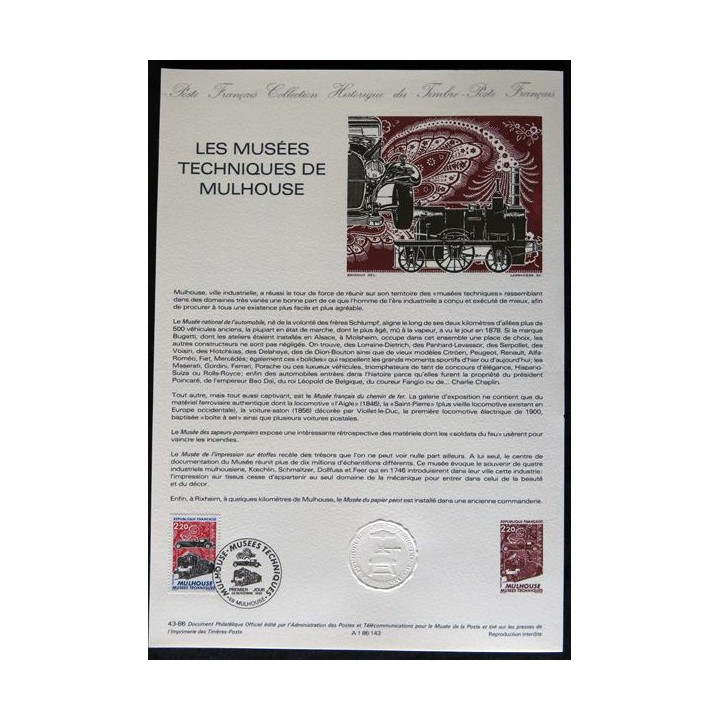 -Poste Français Collection Historique du Timbre-Poste Français
LES MUSÉES
TECHNIQUES DE
MULHOUSE
Mulhouse, ville industrielle, a réussi le tour de force de réunir sur son territoire des «musées techniques» rassemblant
dans des domaines très variés une bonne part de ce que l'homme de l'ère industrielle a conçu et exécuté de mieux, afin
de procurer à tous une existence plus facile et plus agréable.
Le Musée national de l'automobile, né de la volonté des frères Schlumpf, aligne le long de ses deux kilomètres d'allées plus de
500 véhicules anciens, la plupart en état de marche, dont le plus âgé, mû à la vapeur, a vu le jour en 1878. Si la marque
Bugatti, dont les ateliers étaient installés en Alsace, à Molsheim, occupe dans cet ensemble une place de choix, les
autres constructeurs ne sont pas négligés. On trouve, des Lorraine-Dietrich, des Panhard-Levassor, des Serpollet, des
Voisin, des Hotchkiss, des Delahaye, des de Dion-Bouton ainsi que de vieux modèles Citröen, Peugeot, Renault, Alfa-
Roméo, Fiat, Mercédès; également ces «bolides» qui rappellent les grands moments sportifs d'hier ou d'aujourd'hui: les
Maserati, Gordini, Ferrari, Porsche ou ces luxueux véhicules, triomphateurs de tant de concours d'élégance, Hispano-
Suiza ou Rolls-Royce; enfin des automobiles entrées dans l'histoire parce qu'elles furent la propriété du président
Poincaré, de l'empereur Bao Daï, du roi Léopold de Belgique, du coureur Fangio ou de... Charlie Chaplin.
Tout autre, mais tout aussi captivant, est le Musée français du chemin de fer. La galerie d'exposition ne contient que du
matériel ferroviaire authentique dont la locomotive «l'Aigle» (1846), la «Saint-Pierre» (plus vieille locomotive existant en
Europe occidentale), la voiture-salon (1856) décorée par Viollet-le-Duc, la première locomotive électrique de 1900,
baptisée «boîte à sel» ainsi que plusieurs voitures postales.
Le Musée des sapeurs-pompiers expose une intéressante rétrospective des matériels dont les «soldats du feu» usèrent pour
vaincre les incendies.
Le Musée de l'impression sur étoffes recèle des trésors que l'on ne peut voir nulle part ailleurs. A lui seul, le centre de
documentation du Musée réunit plus de dix millions d'échantillons différents. Ce musée évoque le souvenir de quatre
industriels mulhousiens, Kœchlin, Schmaltzer, Dollfuss et Feer qui en 1746 introduisirent dans leur ville cette industrie:
l'impression sur tissus cesse d'appartenir au seul domaine de la mécanique pour entrer dans celui de la beauté
et du décor.
Enfin, à Rixheim, à quelques kilomètres de Mulhouse, le Musée du papier peint est installé dans une ancienne commanderie.
REPUBLIQUE FRANÇAISE
2,20
MULHOUSE
MUSÉES TECHNIQUES
MULHOUSE·MUSEES TECHNIQUES
PREMIER JOUR
68 MULHOUSE
REPUBLIQUE FRANÇAISE
2,20
MULHOUSE
MUSÉES TECHNIQUES
43-86 Document Philatélique Officiel édité par l'Administration des Postes et Télécommunications pour le Musée de la Poste et tiré sur les presses de
l'Imprimerie des Timbres-Poste.
A 1 86 143
Reproduction interdite